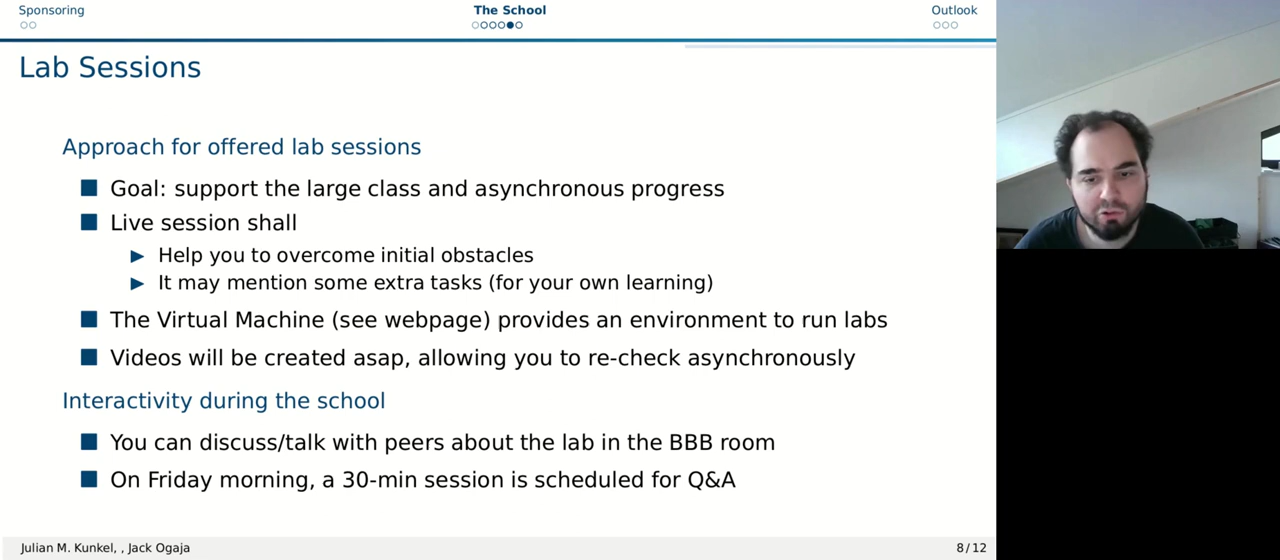 Sponsoring
The School
Outlook
Lab Sessions
Approach for offered lab sessions
Goal: support the large class and asynchronous progress
Live session shall
Help you to overcome initial obstacles
It may mention some extra tasks (for your own learning)
The Virtual Machine (see webpage) provides an environment to run labs
Videos will be created asap, allowing you to re-check asynchronously
Interactivity during the school
You can discuss/talk with peers about the lab in the BBB room
On Friday morning, a 30-min session is scheduled for Q&A
Julian M. Kunkel, , Jack Ogaja
8/12